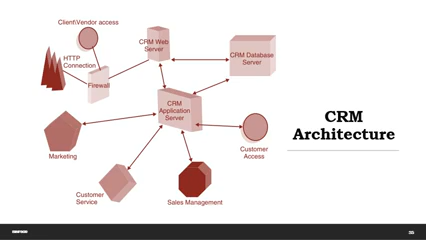 Client\Vendor access
CRM Web
Server
HTTP
Connection
Firewall
CRM Database
Server
CRM
Application
Server
Marketing
Customer
Access
Customer
Service
Sales Management
CRM
Architecture
35